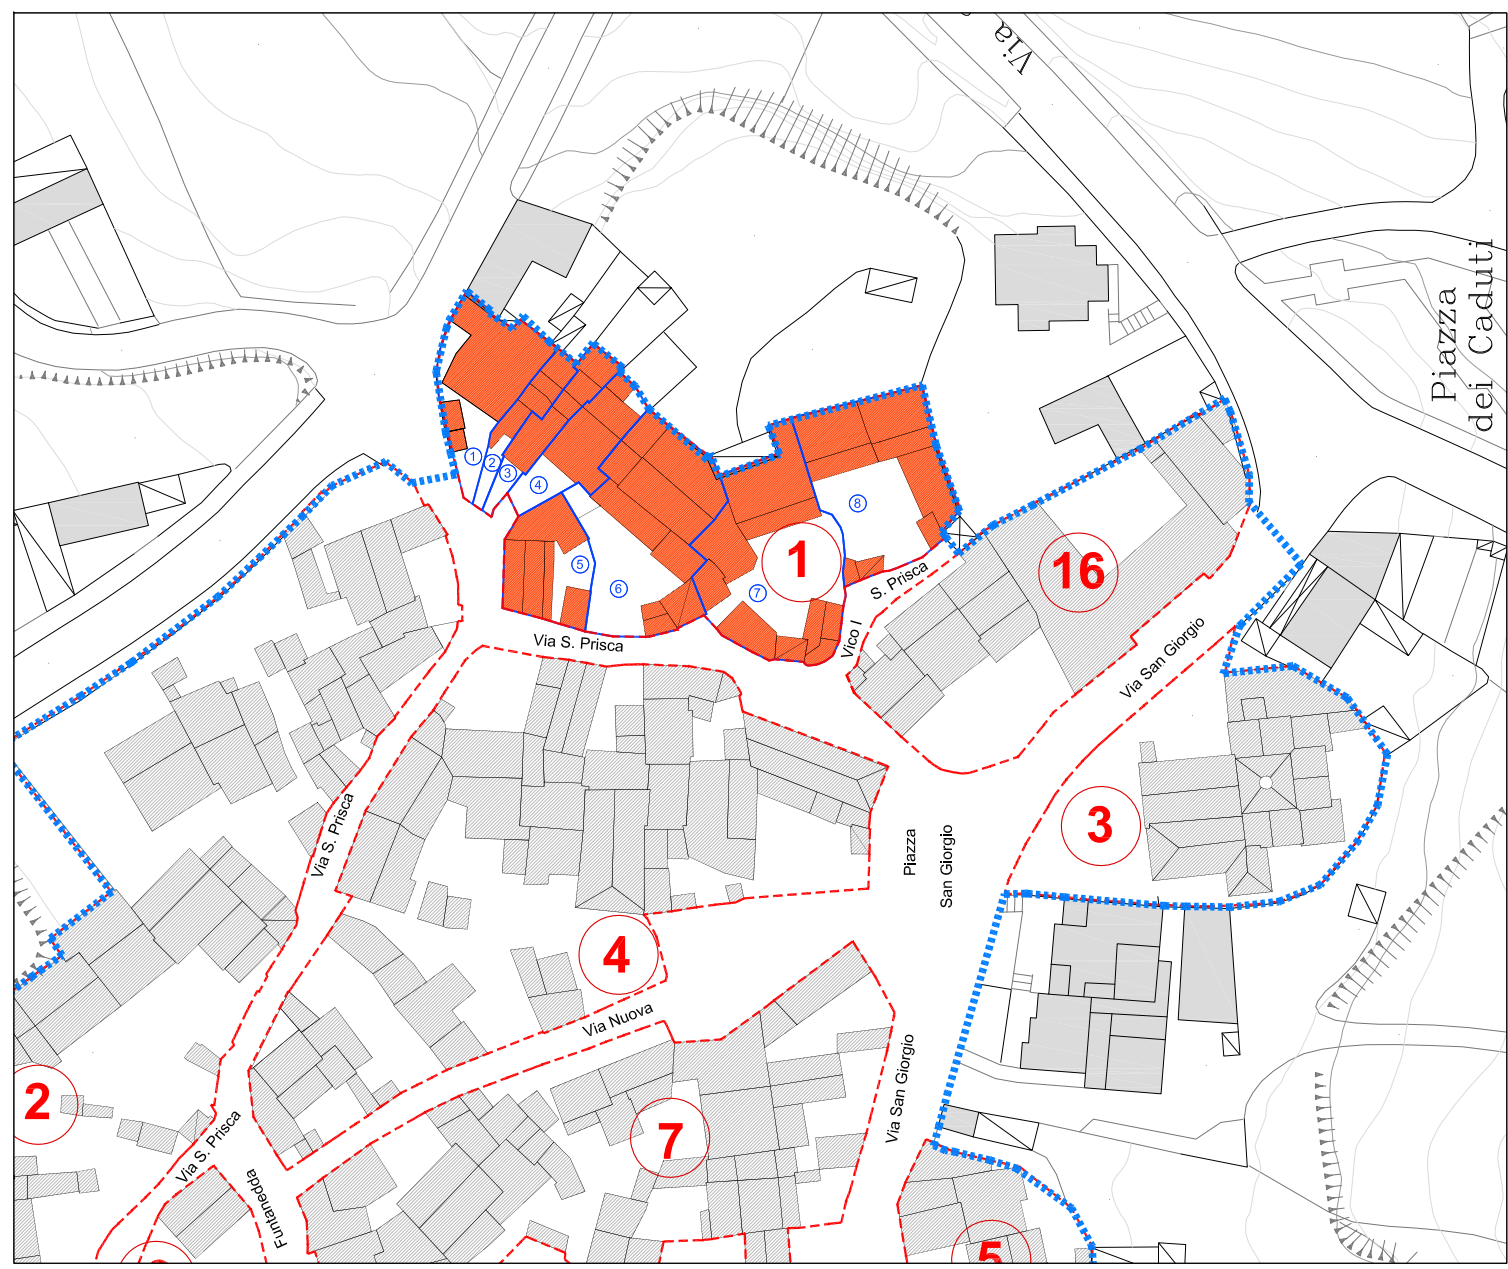 Via
Piazza
dei Caduti
1
2
3
4
5
6
7
8
1
16
S. Prisca
Vico I
Via S. Prisca
Via San Giorgio
3
Via S. Prisca
Piazza
San Giorgio
4
Via Nuova
Via San Giorgio
2
7
Via S. Prisca
Funtanedda
5